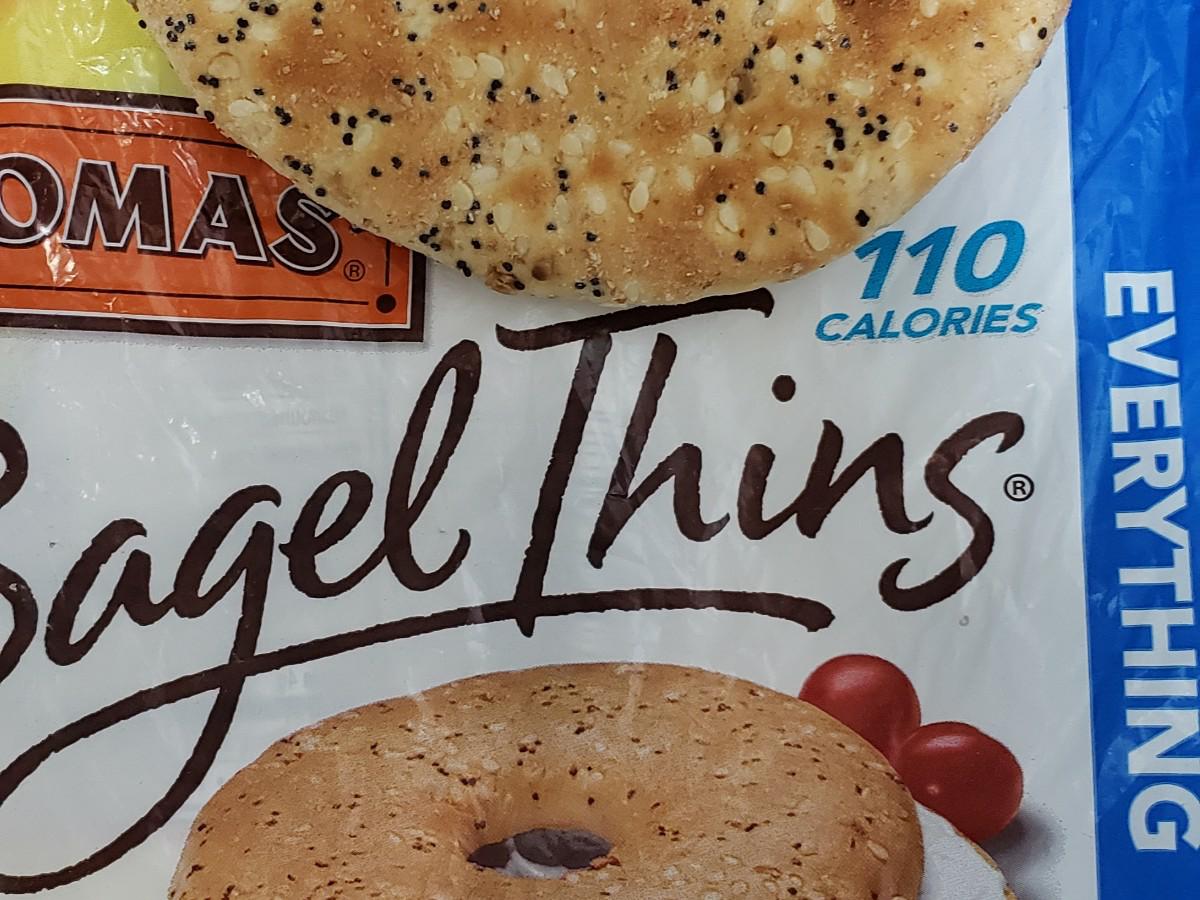 OMAS®
110
CALORIES
Bagel Thins®
EVERYTHING